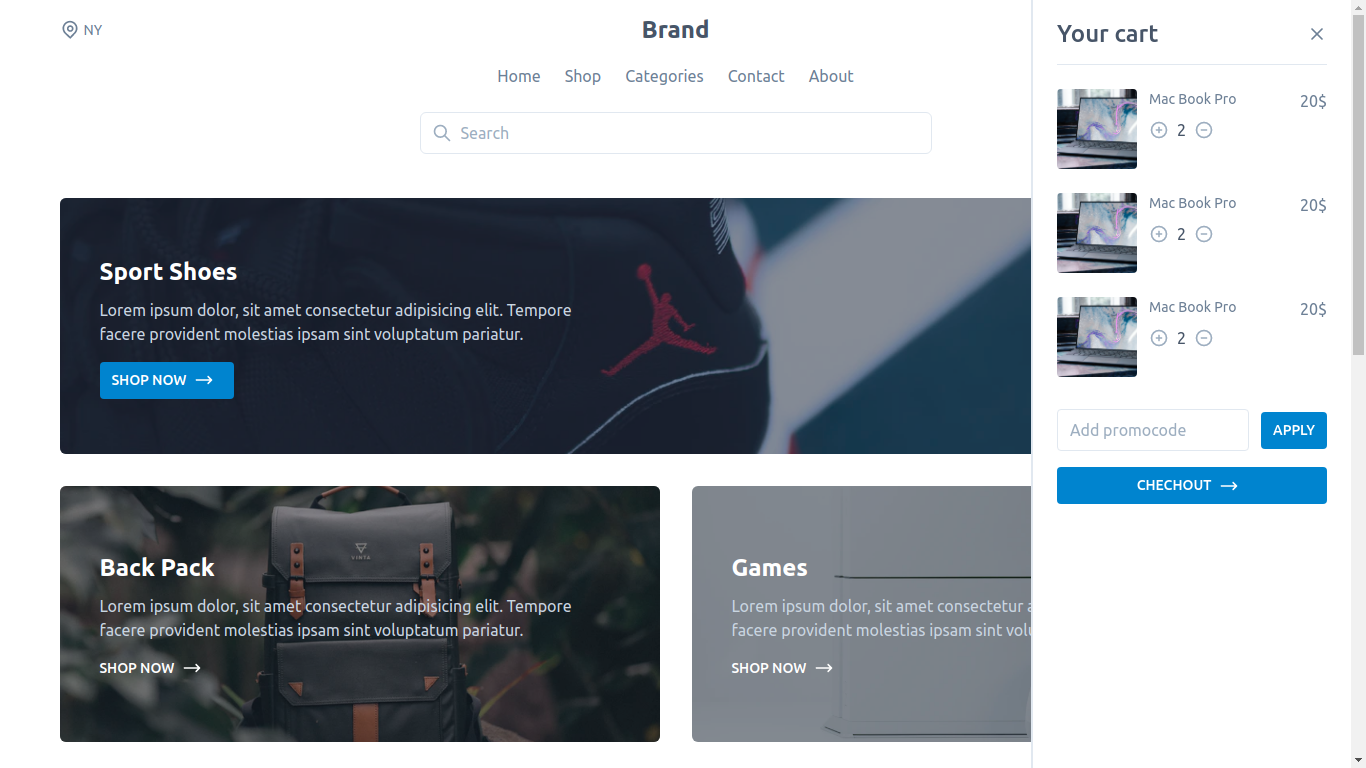 NY
Brand
Home Shop Categories Contact About
Search
Sport Shoes
Lorem ipsum dolor, sit amet consectetur adipisicing elit. Tempore
facere provident molestias ipsam sint voluptatum pariatur.
SHOP NOW
Back Pack
VINTA
Lorem ipsum dolor, sit amet consectetur adipisicing elit. Tempore
facere provident molestias ipsam sint voluptatum pariatur.
SHOP NOW
Games
Lorem ipsum dolor, sit amet consectetur
facere provident molestias ipsam sint
SHOP NOW
Your cart
Mac Book Pro 20$
2
Mac Book Pro 20$
2
Mac Book Pro 20$
2
Add promocode APPLY
CHECHOUT